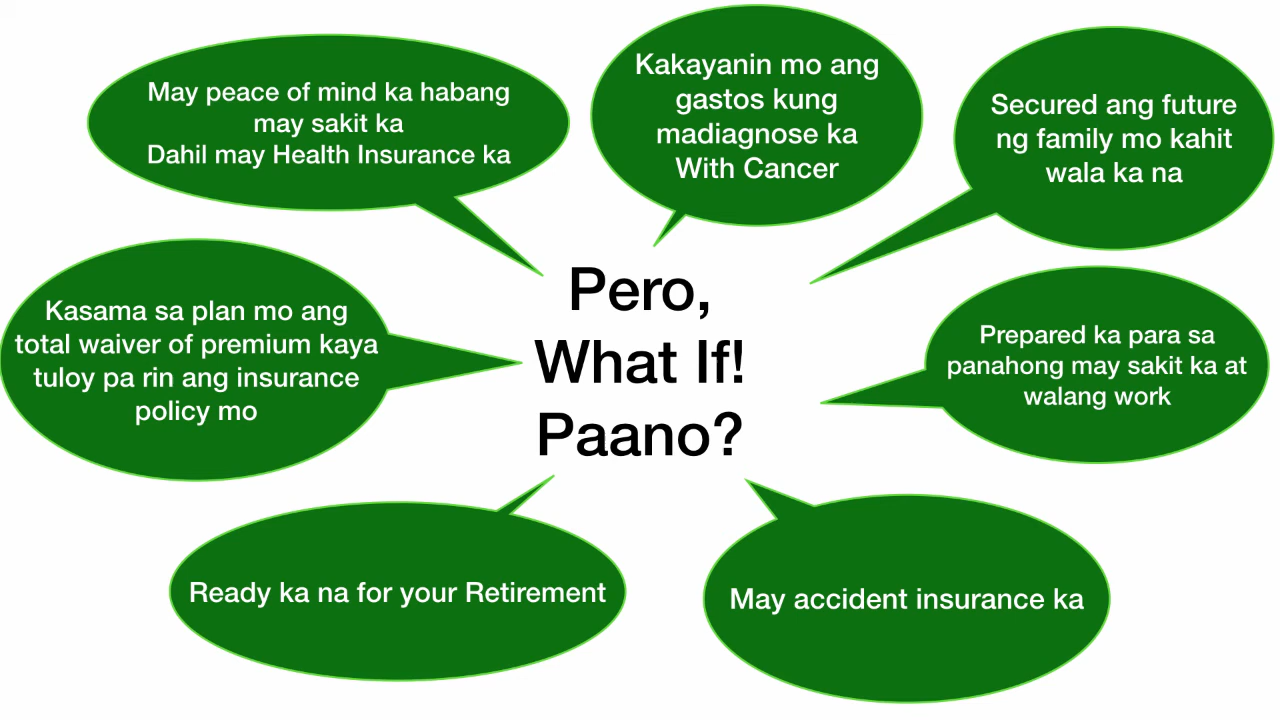 May peace of mind ka habang
may sakit ka
Dahil may Health Insurance ka
Kakayanin mo ang
gastos kung
madiagnose ka
With Cancer
Secured ang future
ng family mo kahit
wala ka na
Kasama sa plan mo ang
total waiver of premium kaya
tuloy pa rin ang insurance
policy mo
Pero,
What If!
Paano?
Prepared ka para sa
panahong may sakit ka at
walang work
Ready ka na for your Retirement
May accident insurance ka